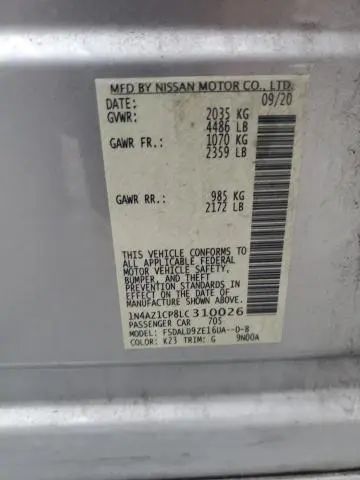 MFD BY NISSAN MOTOR CO., LTD.
DATE: 09/20
GVWR: 2035 KG
4486 LB
GAWR FR: 1070 KG
2359 LB
GAWR RR: 985 KG
2172 LB
THIS VEHICLE CONFORMS TO
ALL APPLICABLE FEDERAL
MOTOR VEHICLE SAFETY,
BUMPER, AND THEFT
PREVENTION STANDARDS IN
EFFECT ON THE DATE OF
MANUFACTURE SHOWN ABOVE.
1N4AZ1CP8LC310026
PASSENGER CAR 705
MODEL: FSDALD9ZE16UA--D-B
COLOR: K23 TRIM: G 9N00A